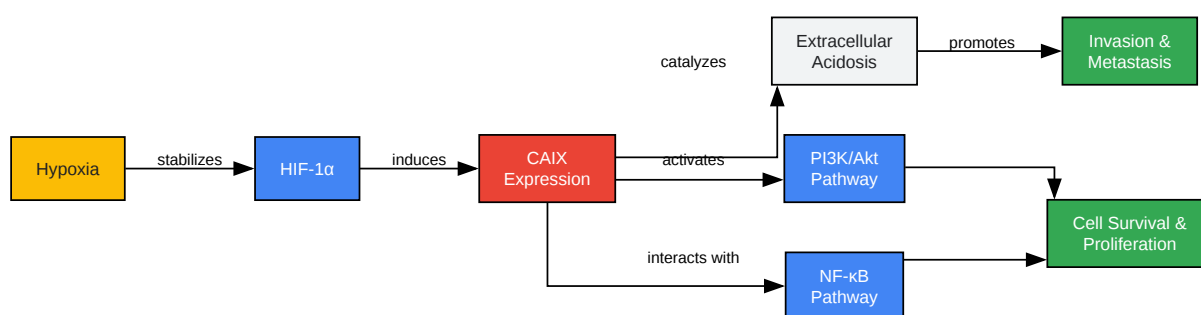 Extracellular
Acidosis
promotes
Invasion &
Metastasis
catalyzes
Hypoxia
stabilizes
HIF-1α
induces
CAIX
Expression
activates
PI3K/Akt
Pathway
Cell Survival &
Proliferation
interacts with
NF-κB
Pathway